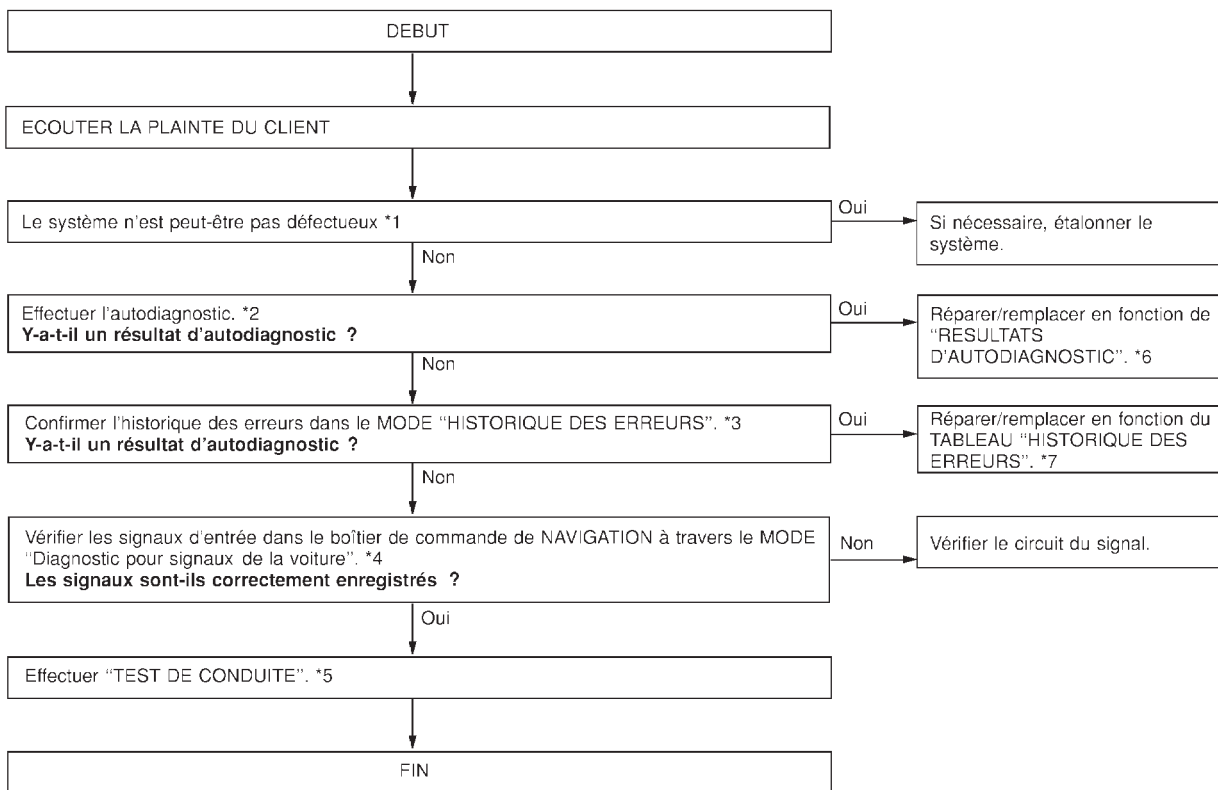 DEBUT
ECOUTER LA PLAINTE DU CLIENT
Le système n'est peut-être pas défectueux *1
Oui
Si nécessaire, étalonner le
système.
Non
Effectuer l'autodiagnostic. *2
Y-a-t-il un résultat d'autodiagnostic ?
Oui
Réparer/remplacer en fonction de
“RESULTATS
D'AUTODIAGNOSTIC”. *6
Non
Confirmer l'historique des erreurs dans le MODE “HISTORIQUE DES ERREURS”. *3
Y-a-t-il un résultat d'autodiagnostic ?
Oui
Réparer/remplacer en fonction du
TABLEAU “HISTORIQUE DES
ERREURS”. *7
Non
Vérifier les signaux d'entrée dans le boîtier de commande de NAVIGATION à travers le MODE
“Diagnostic pour signaux de la voiture”. *4
Les signaux sont-ils correctement enregistrés ?
Non
Vérifier le circuit du signal.
Oui
Effectuer “TEST DE CONDUITE”. *5
FIN